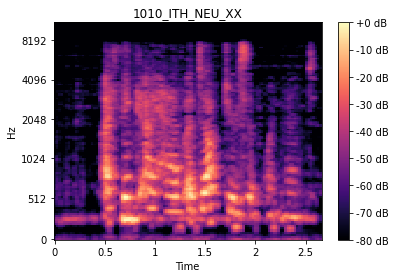 1010_ITH_NEU_XX
+0 dB
8192
-10 dB
4096
-20 dB
-30 dB
2048
Hz
-40 dB
1024
-50 dB
-60 dB
512
-70 dB
0
-80 dB
0 0.5 1 1.5 2 2.5
Time